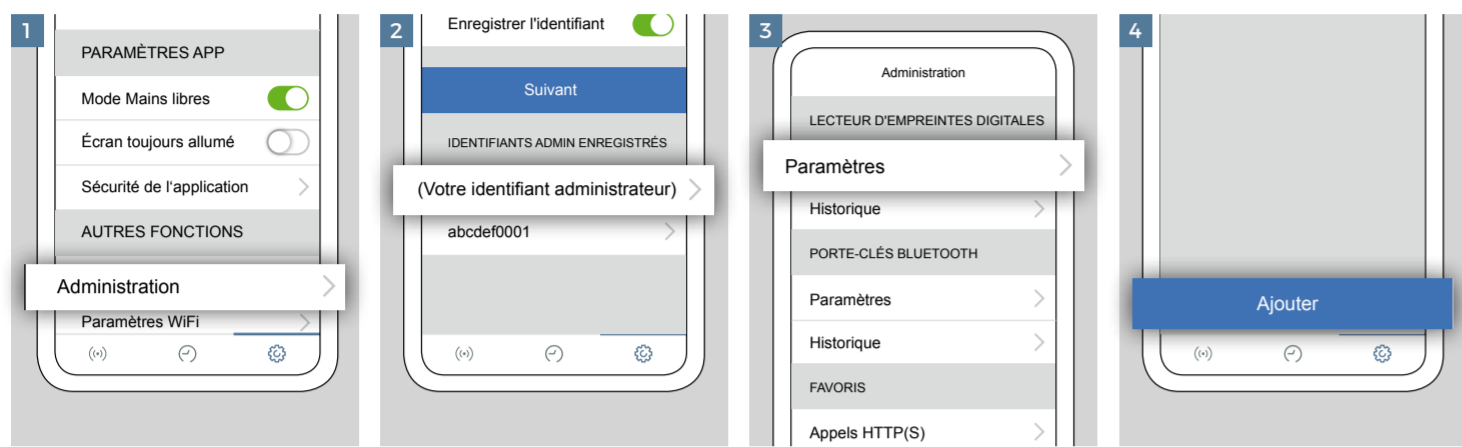 1
PARAMÈTRES APP
Mode Mains libres
Écran toujours allumé
Sécurité de l'application
AUTRES FONCTIONS
Administration
Paramètres WiFi
2
Enregistrer l'identifiant
Suivant
IDENTIFIANTS ADMIN ENREGISTRÉS
(Votre identifiant administrateur)
abcdef0001
3
Administration
LECTEUR D'EMPREINTES DIGITALES
Paramètres
Historique
PORTE-CLÉS BLUETOOTH
Paramètres
Historique
FAVORIS
Appels HTTP(S)
4
Ajouter